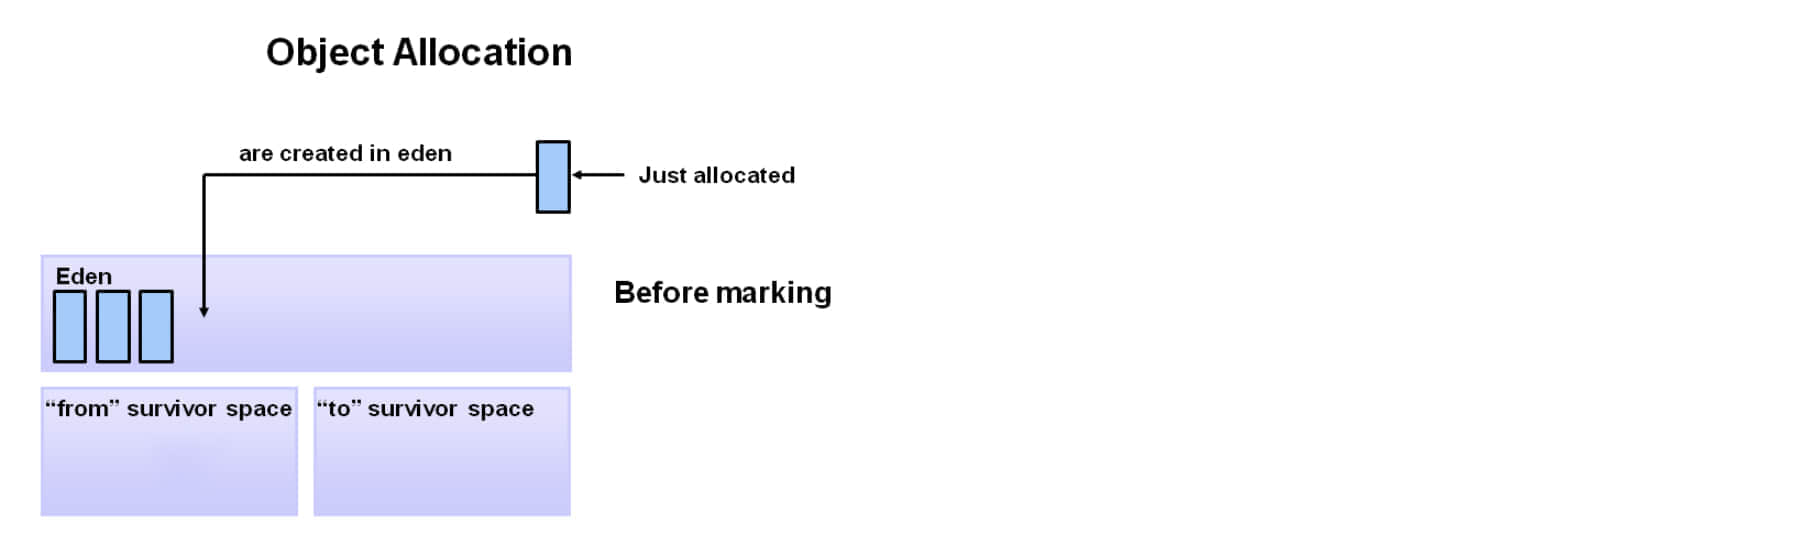 Object Allocation
are created in eden
Just allocated
Eden
Before marking
“from” survivor space
“to” survivor space